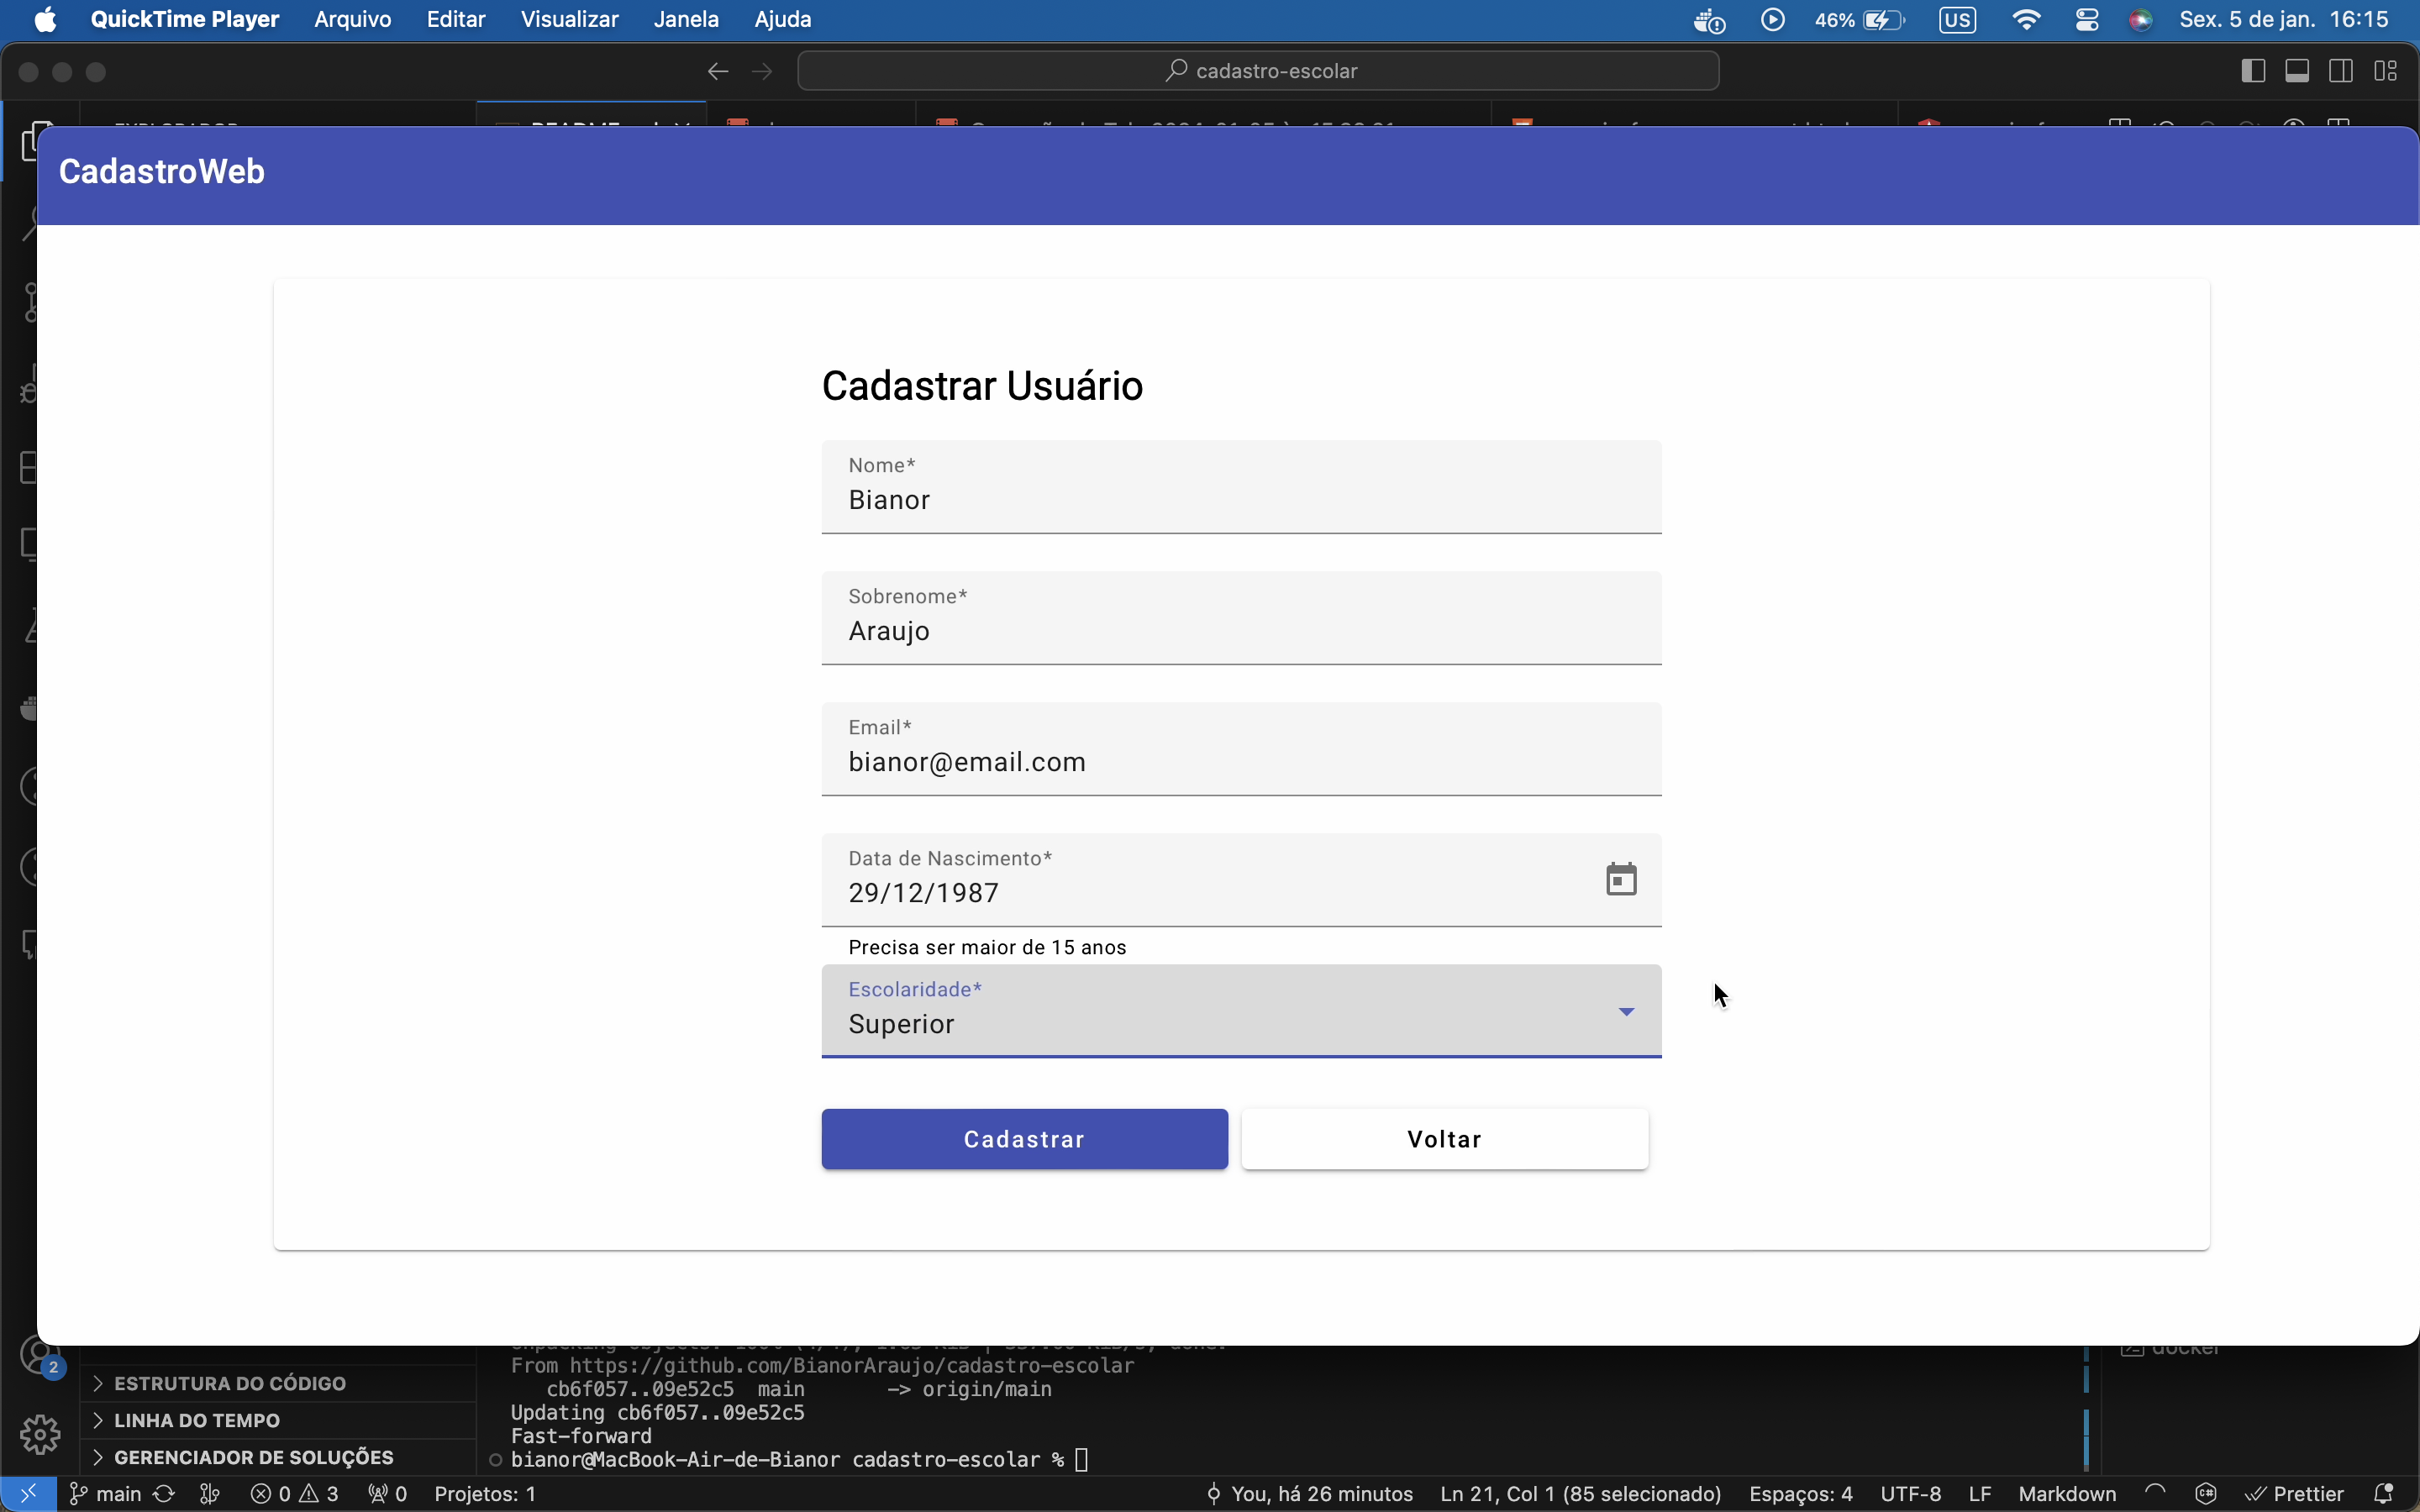 QuickTime Player Arquivo Editar Visualizar Janela Ajuda 46% US Sex. 5 de jan. 16:15
cadastro-escolar
CadastroWeb
Cadastrar Usuário
Nome*
Bianor
Sobrenome*
Araujo
Email*
bianor@email.com
Data de Nascimento*
29/12/1987
Precisa ser maior de 15 anos
Escolaridade*
Superior
Cadastrar Voltar
docker
From https://github.com/BianorAraujo/cadastro-escolar
2
ESTRUTURA DO CÓDIGO
cb6f057..09e52c5 main -> origin/main
Updating cb6f057..09e52c5
LINHA DO TEMPO
Fast-forward
GERENCIADOR DE SOLUÇÕES
bianor@MacBook-Air-de-Bianor cadastro-escolar %
main 0 3 0 Projetos: 1 You, há 26 minutos Ln 21, Col 1 (85 selecionado) Espaços: 4 UTF-8 LF Markdown Prettier